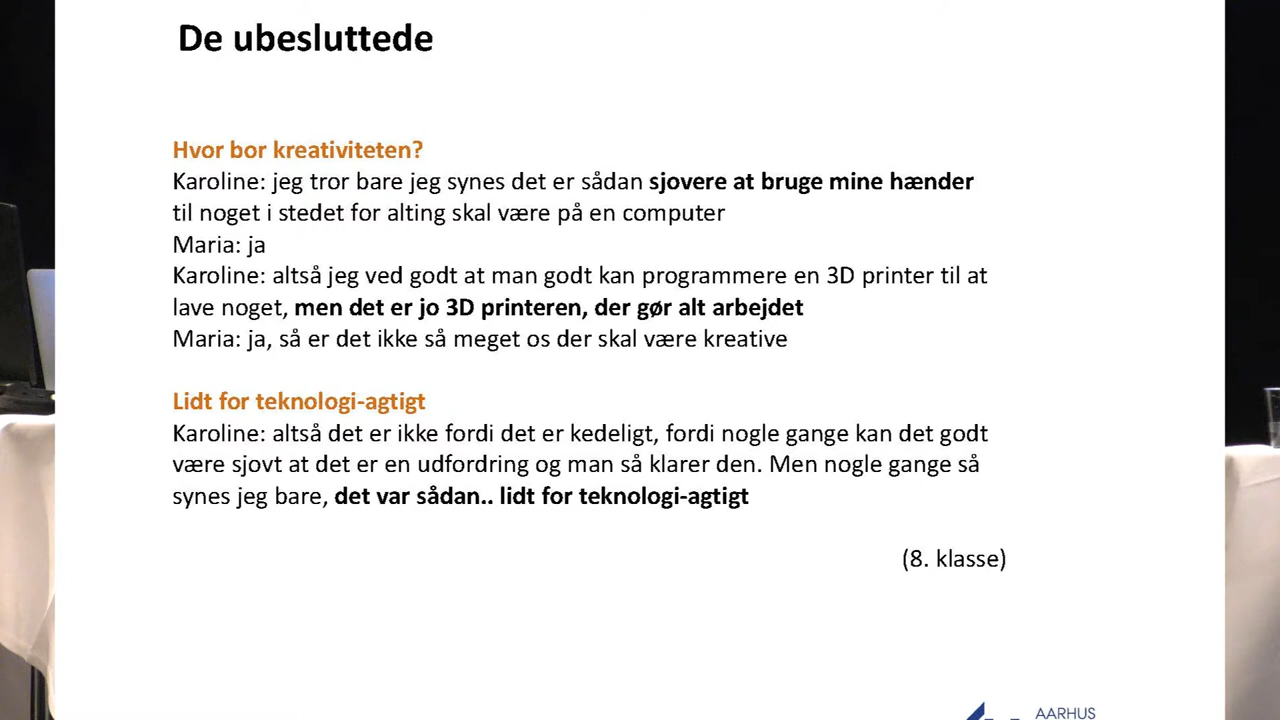 De ubesluttede
Hvor bor kreativiteten?
Karoline: jeg tror bare jeg synes det er sådan sjovere at bruge mine hænder
til noget i stedet for alting skal være på en computer
Maria: ja
Karoline: altså jeg ved godt at man godt kan programmere en 3D printer til at
lave noget, men det er jo 3D printeren, der gør alt arbejdet
Maria: ja, så er det ikke så meget os der skal være kreative
Lidt for teknologi-agtigt
Karoline: altså det er ikke fordi det er kedeligt, fordi nogle gange kan det godt
være sjovt at det er en udfordring og man så klarer den. Men nogle gange så
synes jeg bare, det var sådan.. lidt for teknologi-agtigt
(8. klasse)
AARHUS